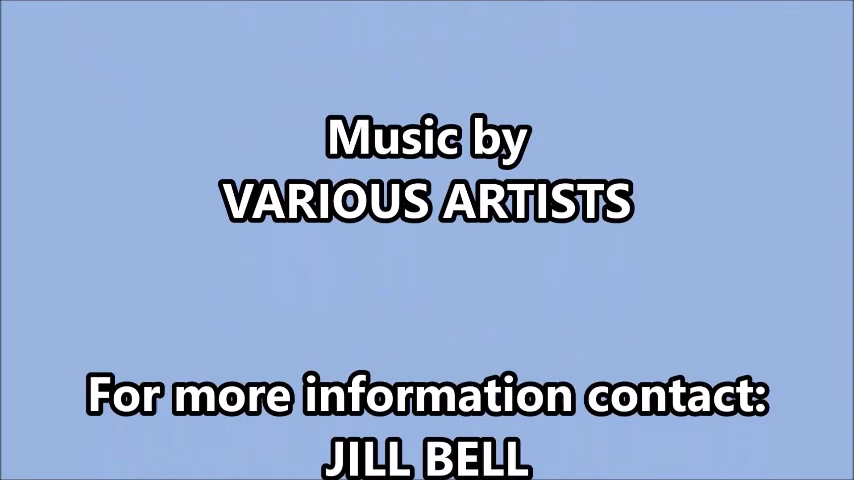 Music by
VARIOUS ARTISTS
For more information contact:
JILL BELL